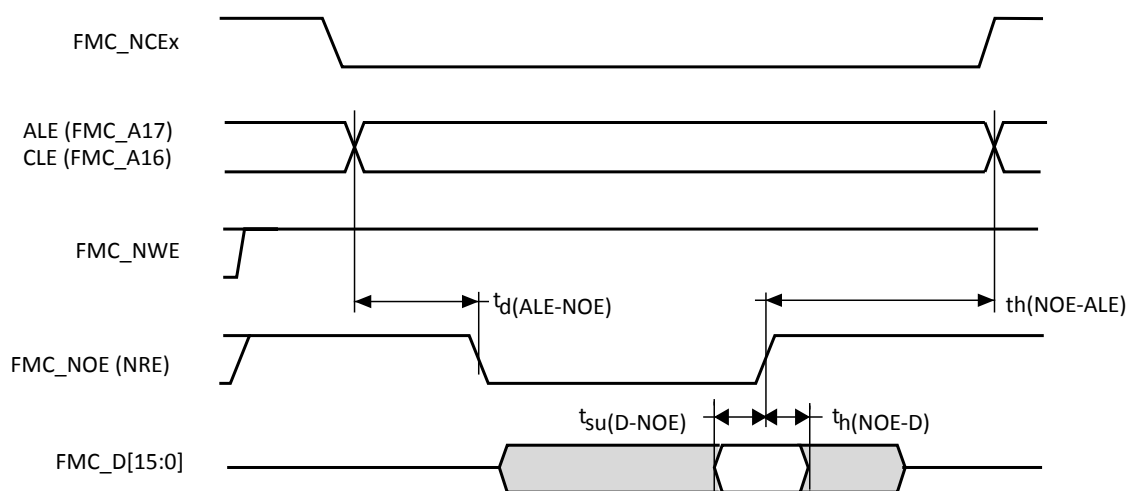 FMC_NCEx
ALE (FMC_A17)
CLE (FMC_A16)
FMC_NWE
td(ALE-NOE)
th(NOE-ALE)
FMC_NOE (NRE)
tsu(D-NOE)
th(NOE-D)
FMC_D[15:0]